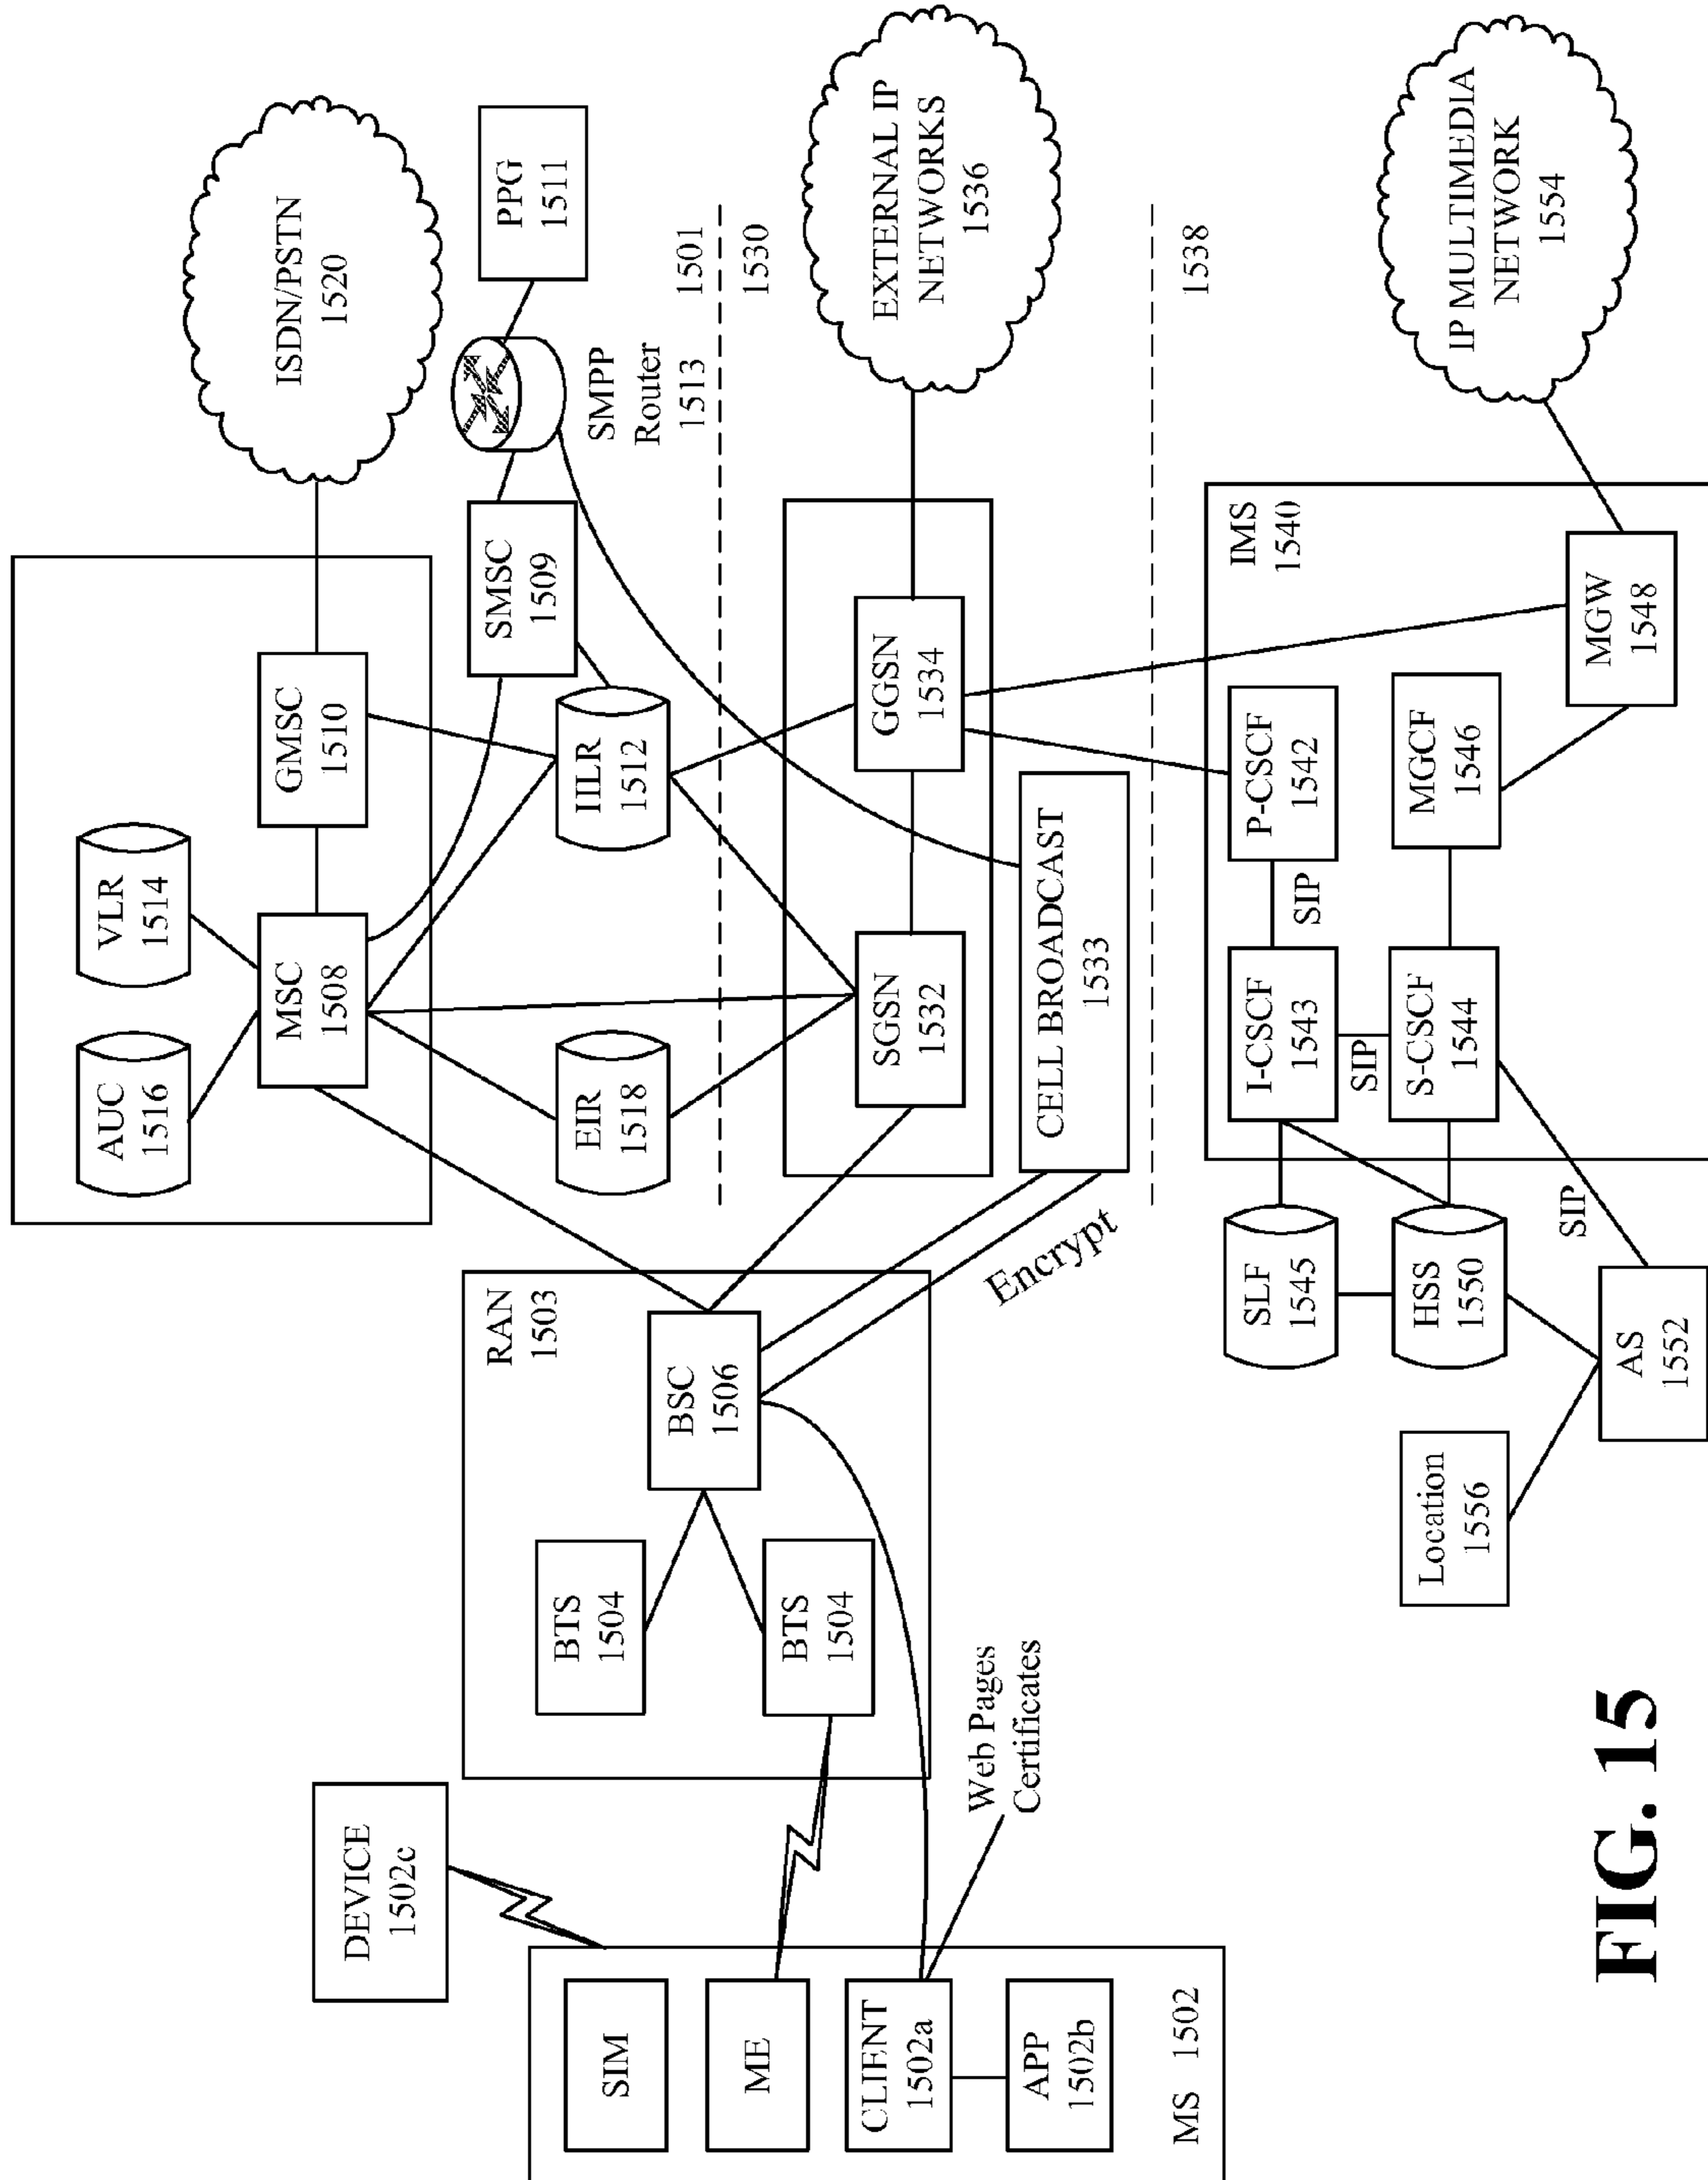 DEVICE
1502c
SIM
ME
CLIENT
1502a
APP
1502b
MS 1502
Web Pages
Certificates
RAN
1503
BTS
1504
BTS
1504
BSC
1506
Encrypt
AUC
1516
VLR
1514
MSC
1508
GMSC
1510
ISDN/PSTN
1520
EIR
1518
HLR
1512
SMSC
1509
SMPP
Router
1513
PPG
1511
1501
1530
SGSN
1532
GGSN
1534
EXTERNAL IP
NETWORKS
1536
CELL BROADCAST
1533
1538
IMS
1540
I-CSCF
1543
SIP
P-CSCF
1542
SIP
S-CSCF
1544
MGCF
1546
MGW
1548
IP MULTIMEDIA
NETWORK
1554
SLF
1545
HSS
1550
SIP
AS
1552
Location
1556
FIG. 15